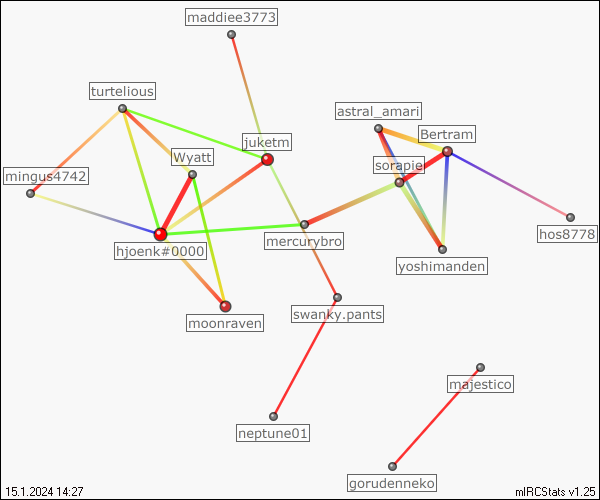 maddiee3773
turtelious
astral_amari
Bertram
juketm
Wyatt
sorapie
mingus4742
hos8778
mercurybro
hjoenk#0000
yoshimanden
swanky.pants
moonraven
majestico
neptune01
gorudenneko
15.1.2024 14:27
mIRCStats v1.25